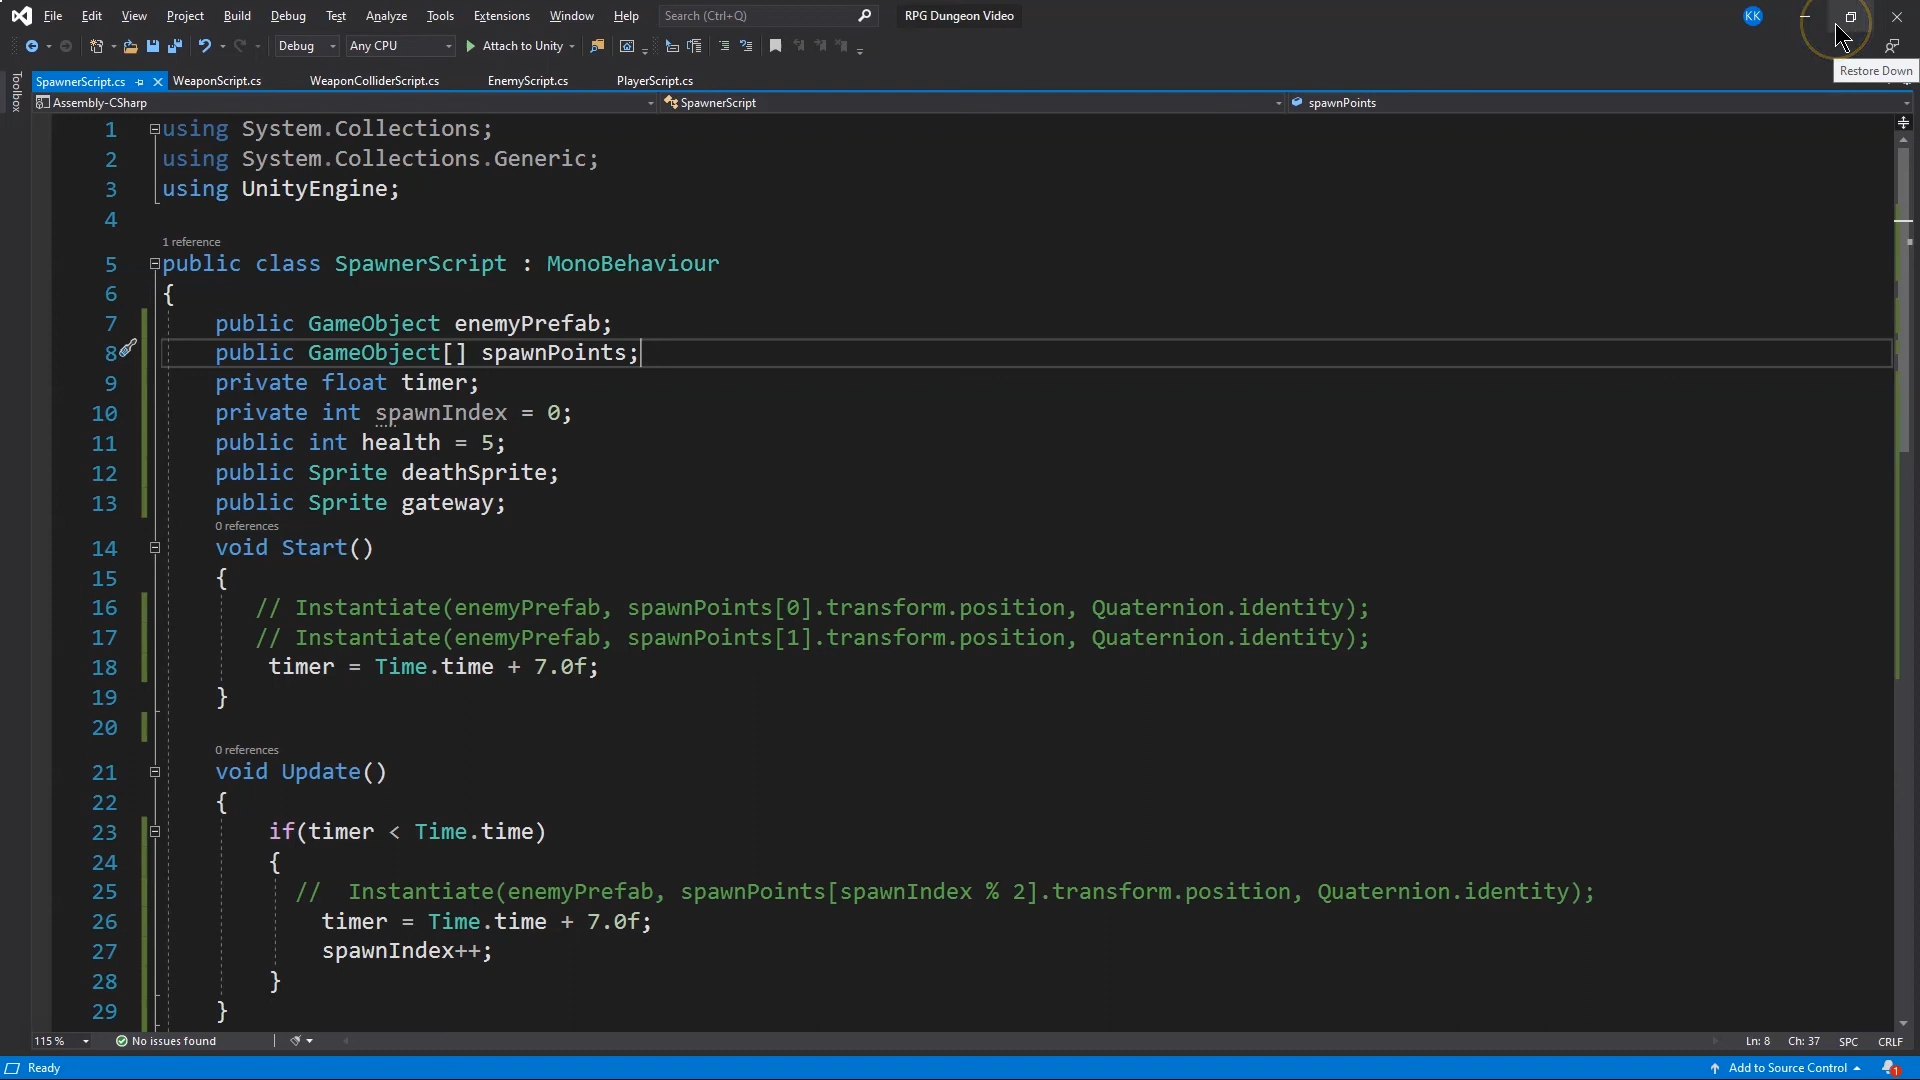 File Edit View Project Build Debug Test Analyze Tools Extensions Window Help Search (Ctrl+Q) RPG Dungeon Video KK
Debug Any CPU Attach to Unity
Restore Down
Toolbox
SpawnerScript.cs WeaponScript.cs WeaponColliderScript.cs EnemyScript.cs PlayerScript.cs
Assembly-CSharp SpawnerScript spawnPoints
1 using System.Collections;
2 using System.Collections.Generic;
3 using UnityEngine;
4
1 reference
5 public class SpawnerScript : MonoBehaviour
6 {
7 public GameObject enemyPrefab;
8 public GameObject[] spawnPoints;
9 private float timer;
10 private int spawnIndex = 0;
11 public int health = 5;
12 public Sprite deathSprite;
13 public Sprite gateway;
0 references
14 void Start()
15 {
16 // Instantiate(enemyPrefab, spawnPoints[0].transform.position, Quaternion.identity);
17 // Instantiate(enemyPrefab, spawnPoints[1].transform.position, Quaternion.identity);
18 timer = Time.time + 7.0f;
19 }
20
0 references
21 void Update()
22 {
23 if(timer < Time.time)
24 {
25 // Instantiate(enemyPrefab, spawnPoints[spawnIndex % 2].transform.position, Quaternion.identity);
26 timer = Time.time + 7.0f;
27 spawnIndex++;
28 }
29 }
115 % No issues found Ln: 8 Ch: 37 SPC CRLF
Ready Add to Source Control 1